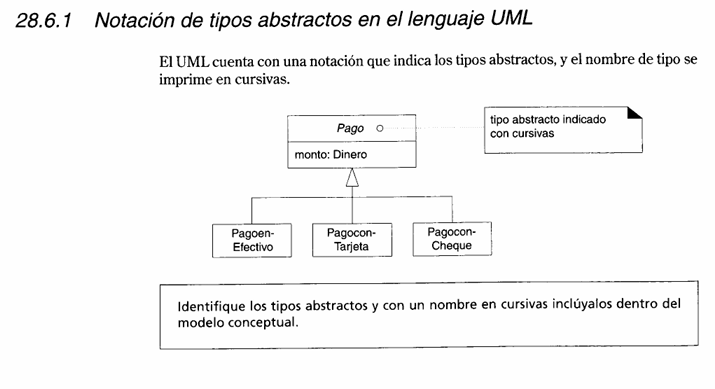 28.6.1 Notación de tipos abstractos en el lenguaje UML
El UML cuenta con una notación que indica los tipos abstractos, y el nombre de tipo se
imprime en cursivas.
Pago
tipo abstracto indicado
con cursivas
monto: Dinero
Pagoen-
Efectivo
Pagocon-
Tarjeta
Pagocon-
Cheque
Identifique los tipos abstractos y con un nombre en cursivas inclúyalos dentro del
modelo conceptual.